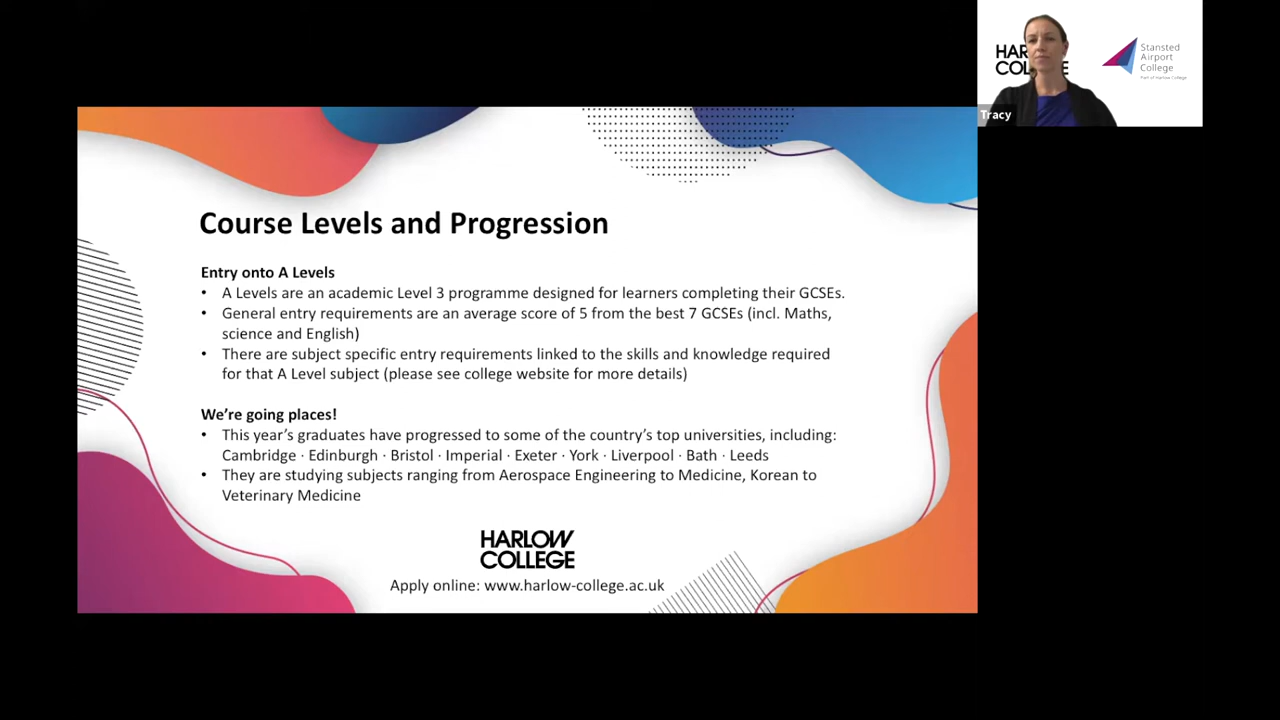 HARLOW
COLLEGE
Stansted
Airport
College
Part of Harlow College
Tracy
Course Levels and Progression
Entry onto A Levels
• A Levels are an academic Level 3 programme designed for learners completing their GCSEs.
• General entry requirements are an average score of 5 from the best 7 GCSEs (incl. Maths,
science and English)
• There are subject specific entry requirements linked to the skills and knowledge required
for that A Level subject (please see college website for more details)
We’re going places!
• This year’s graduates have progressed to some of the country’s top universities, including:
Cambridge · Edinburgh · Bristol · Imperial · Exeter · York · Liverpool · Bath · Leeds
• They are studying subjects ranging from Aerospace Engineering to Medicine, Korean to
Veterinary Medicine
HARLOW
COLLEGE
Apply online: www.harlow-college.ac.uk